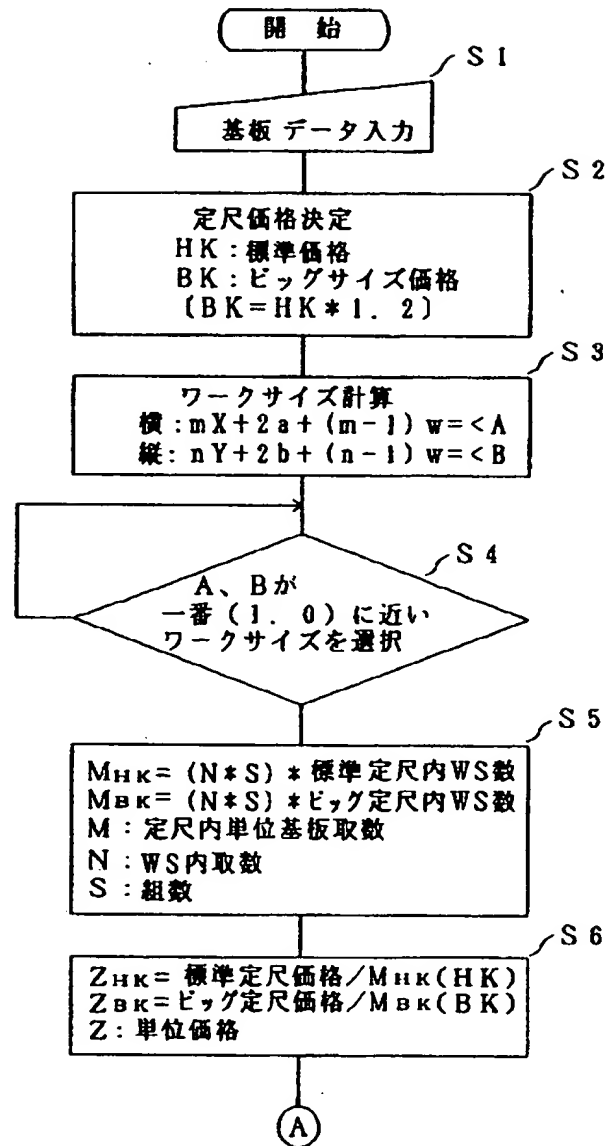 開 始
S 1
基板 データ入力
S 2
定尺価格決定
HK：標準価格
BK：ビッグサイズ価格
〔BK＝HK＊1．2〕
S 3
ワークサイズ計算
横：mX＋2a＋(m－1) w＝＜A
縦：nY＋2b＋(n－1) w＝＜B
S 4
A、Bが
一番（1．0）に近い
ワークサイズを選択
S 5
MHK＝(N＊S)＊標準定尺内WS数
MBK＝(N＊S)＊ビッグ定尺内WS数
M：定尺内単位基板取数
N：WS内取数
S：組数
S 6
ZHK＝標準定尺価格／MHK(HK)
ZBK＝ビッグ定尺価格／MBK(BK)
Z：単位価格
A